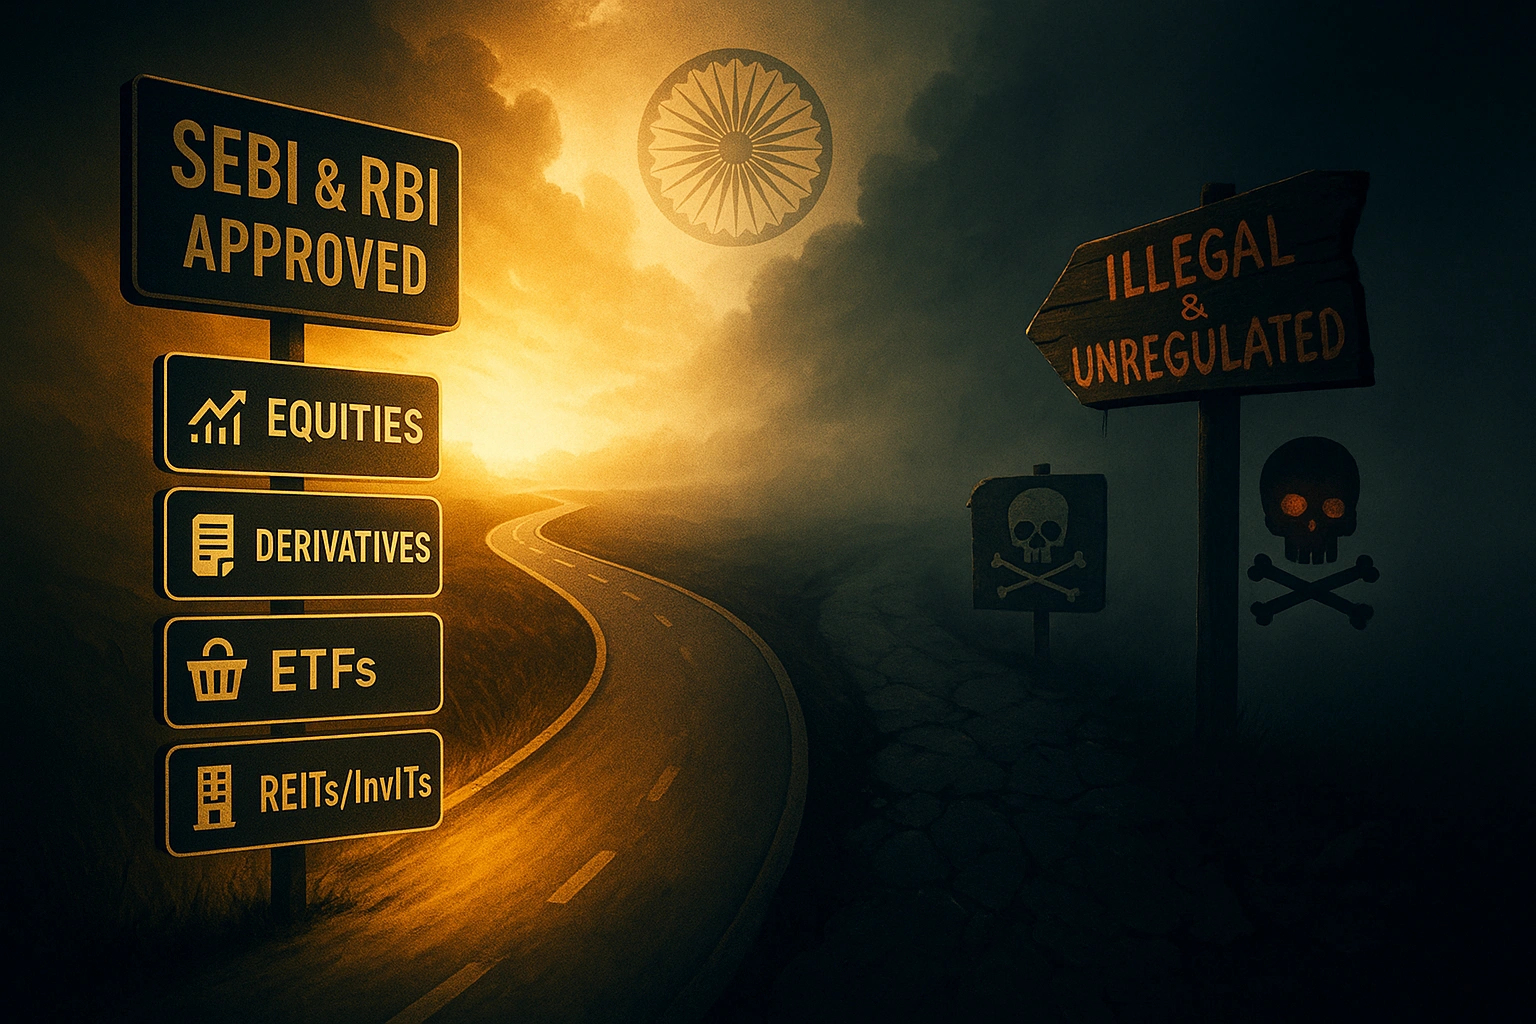 SEBI & RBI
APPROVED
EQUITIES
DERIVATIVES
ETFs
REITs/InvITs
ILLEGAL
&
UNREGULATED